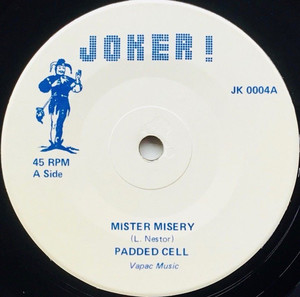 JOKER!
JK 0004A
45 RPM
A Side
MISTER MISERY
(L. Nestor)
PADDED CELL
Vapac Music